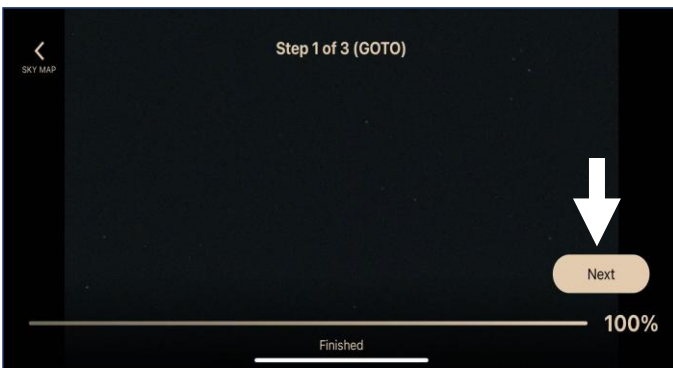 Step 1 of 3 (GOTO)
SKY MAP
Next
100%
Finished